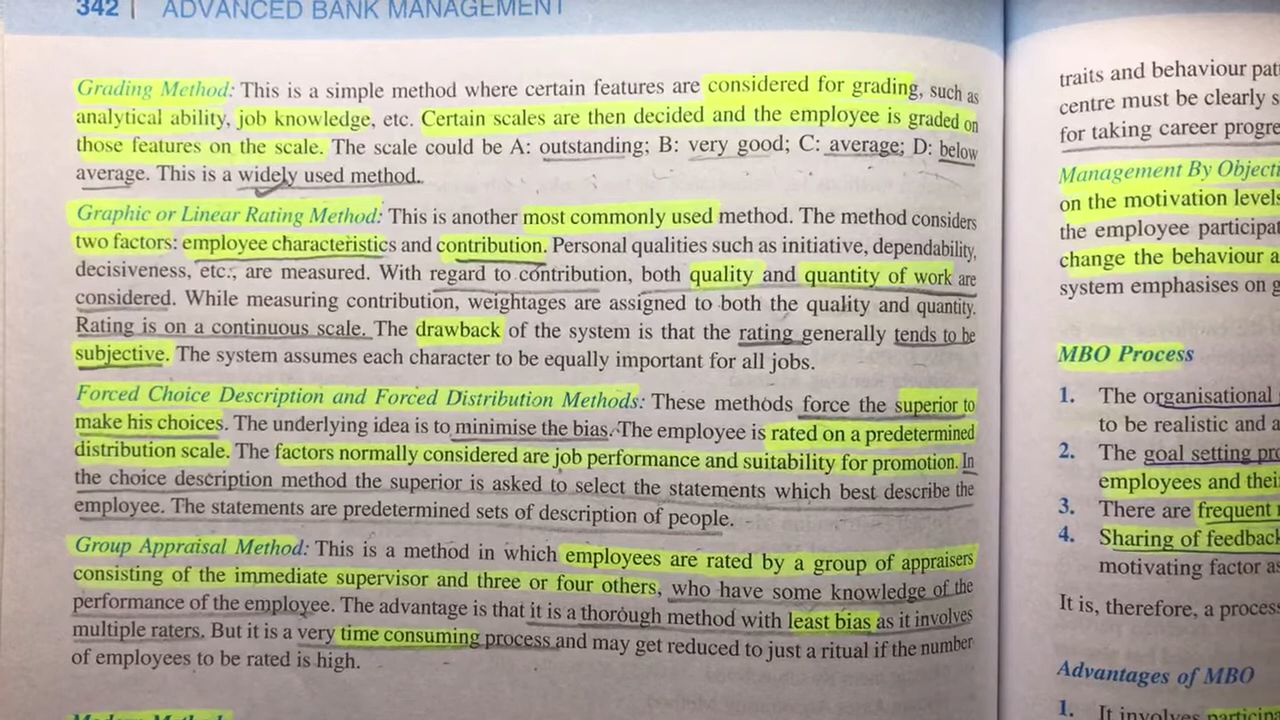 342 | ADVANCED BANK MANAGEMENT
Grading Method: This is a simple method where certain features are considered for grading, such as
analytical ability, job knowledge, etc. Certain scales are then decided and the employee is graded on
those features on the scale. The scale could be A: outstanding; B: very good; C: average; D: below
average. This is a widely used method.
Graphic or Linear Rating Method: This is another most commonly used method. The method considers
two factors: employee characteristics and contribution. Personal qualities such as initiative, dependability,
decisiveness, etc., are measured. With regard to contribution, both quality and quantity of work are
considered. While measuring contribution, weightages are assigned to both the quality and quantity.
Rating is on a continuous scale. The drawback of the system is that the rating generally tends to be
subjective. The system assumes each character to be equally important for all jobs.
Forced Choice Description and Forced Distribution Methods: These methods force the superior to
make his choices. The underlying idea is to minimise the bias. The employee is rated on a predetermined
distribution scale. The factors normally considered are job performance and suitability for promotion. In
the choice description method the superior is asked to select the statements which best describe the
employee. The statements are predetermined sets of description of people.
Group Appraisal Method: This is a method in which employees are rated by a group of appraisers
consisting of the immediate supervisor and three or four others, who have some knowledge of the
performance of the employee. The advantage is that it is a thorough method with least bias as it involves
multiple raters. But it is a very time consuming process and may get reduced to just a ritual if the number
of employees to be rated is high.
traits and behaviour
centre must be clearly
for taking career
Management By
on the motivation levels
the employee
change the behaviour
system emphasises on
MBO Process
1. The organisational
to be realistic and
2. The goal setting
employees and
3. There are frequent
4. Sharing of feedback
motivating factor
It is, therefore, a
Advantages of MBO
1. It involves